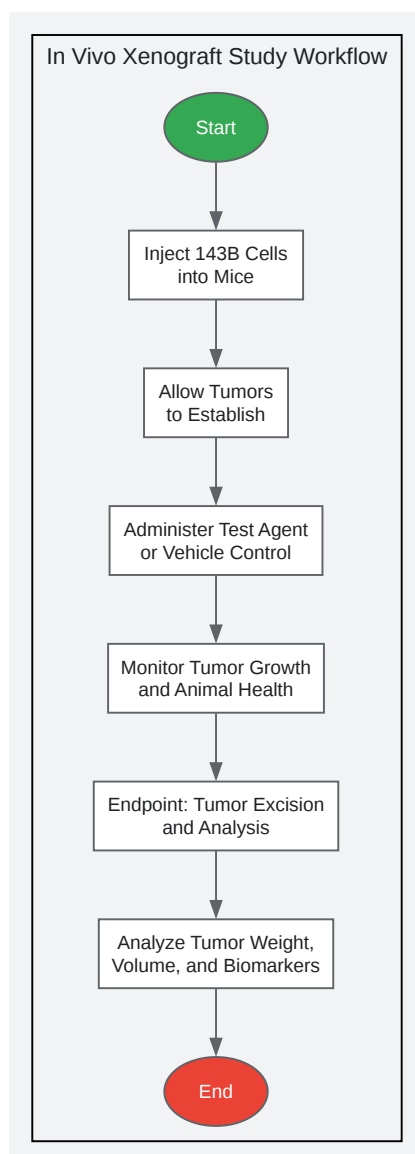 In Vivo Xenograft Study Workflow
Start
Inject 143B Cells
into Mice
Allow Tumors
to Establish
Administer Test Agent
or Vehicle Control
Monitor Tumor Growth
and Animal Health
Endpoint: Tumor Excision
and Analysis
Analyze Tumor Weight,
Volume, and Biomarkers
End